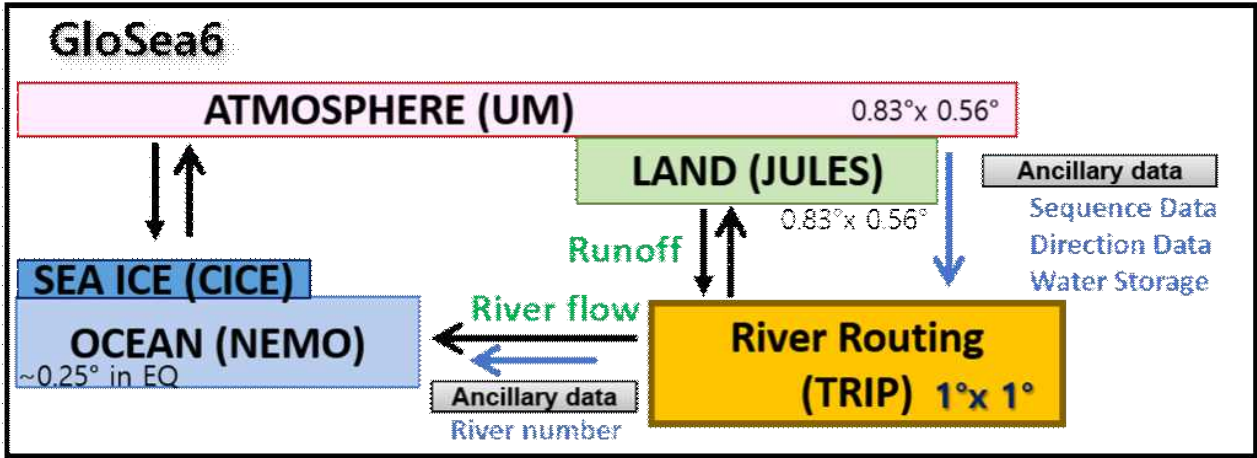 GloSea6
ATMOSPHERE (UM)
0.83°x 0.56°
LAND (JULES)
0.83°x 0.56°
Ancillary data
Sequence Data
Direction Data
Water Storage
Runoff
SEA ICE (CICE)
OCEAN (NEMO)
~0.25° in EQ
River flow
Ancillary data
River number
River Routing
(TRIP) 1°x 1°